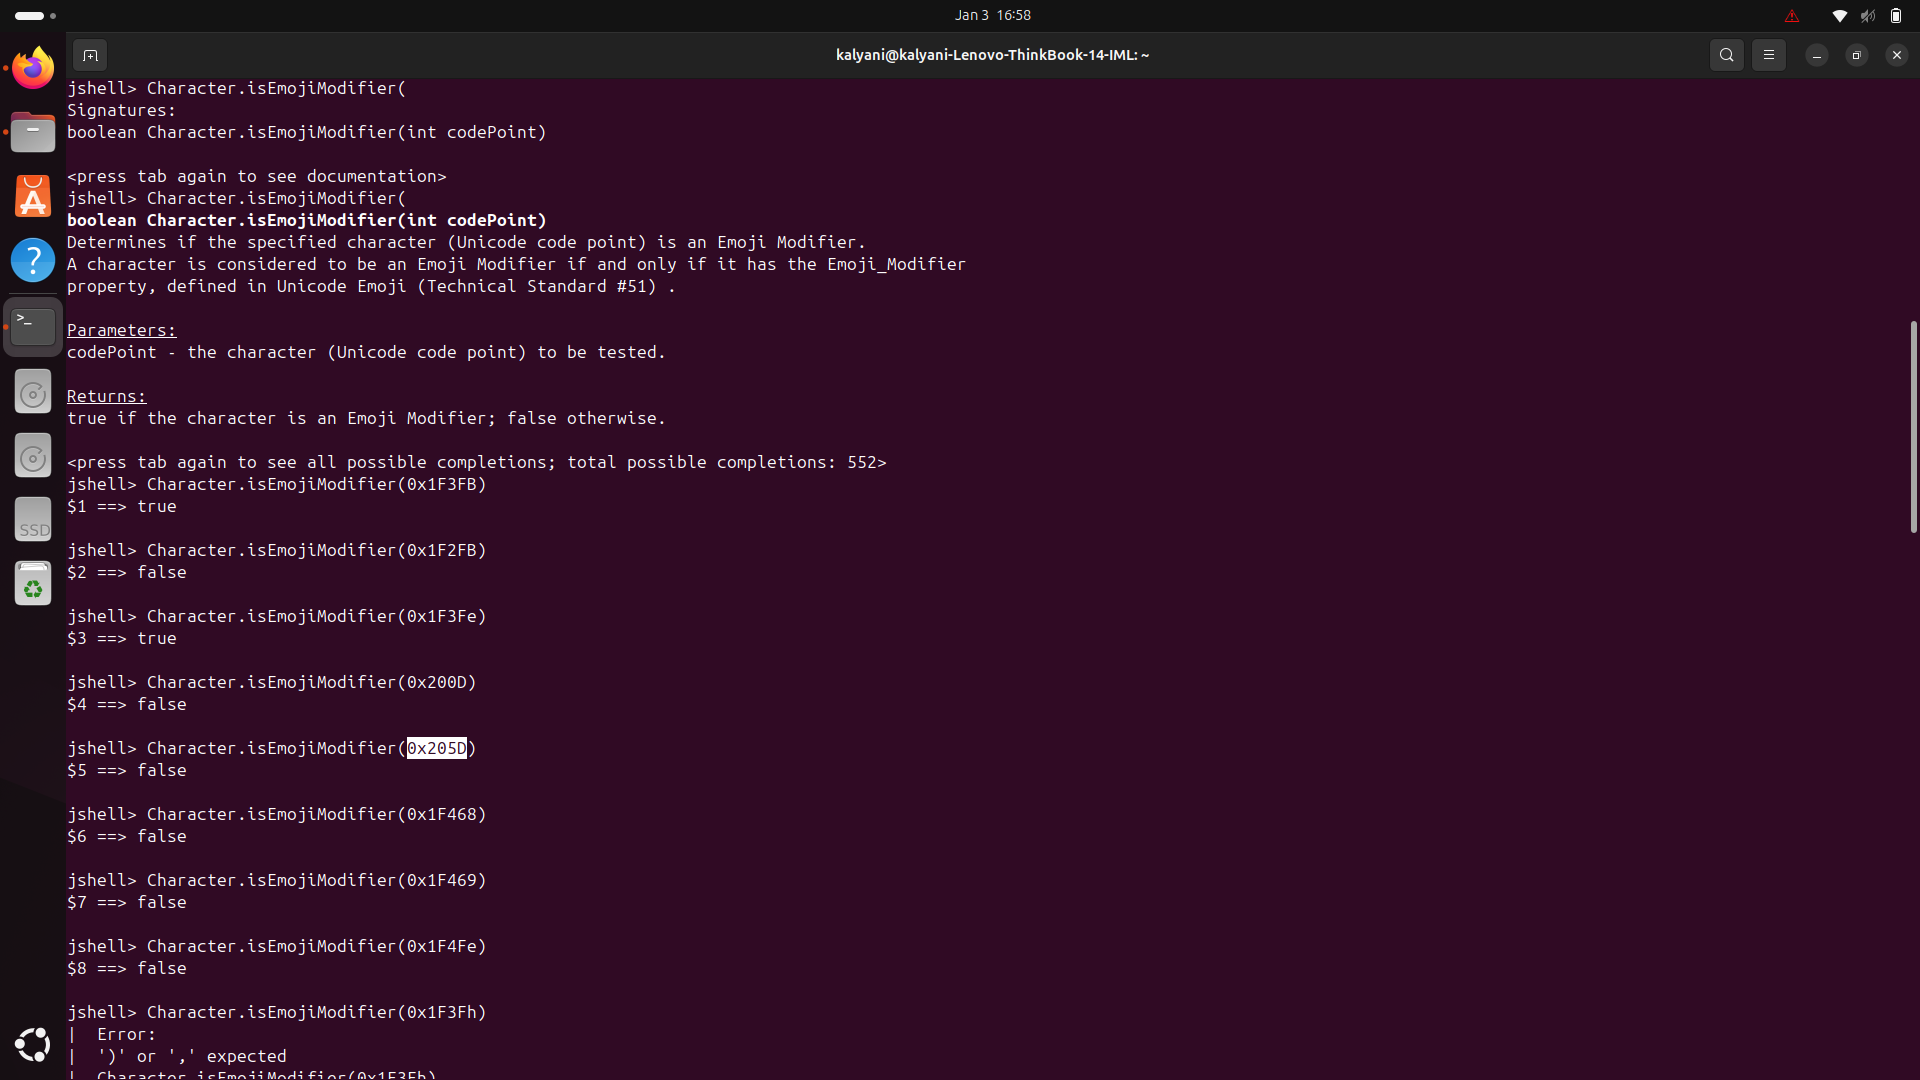 Jan 3 16:58
kalyani@kalyani-Lenovo-ThinkBook-14-IML: ~
jshell> Character.isEmojiModifier(
Signatures:
boolean Character.isEmojiModifier(int codePoint)
<press tab again to see documentation>
jshell> Character.isEmojiModifier(
boolean Character.isEmojiModifier(int codePoint)
Determines if the specified character (Unicode code point) is an Emoji Modifier.
A character is considered to be an Emoji Modifier if and only if it has the Emoji_Modifier
property, defined in Unicode Emoji (Technical Standard #51) .
Parameters:
codePoint - the character (Unicode code point) to be tested.
Returns:
true if the character is an Emoji Modifier; false otherwise.
<press tab again to see all possible completions; total possible completions: 552>
jshell> Character.isEmojiModifier(0x1F3FB)
$1 ==> true
jshell> Character.isEmojiModifier(0x1F2FB)
$2 ==> false
jshell> Character.isEmojiModifier(0x1F3Fe)
$3 ==> true
jshell> Character.isEmojiModifier(0x200D)
$4 ==> false
jshell> Character.isEmojiModifier(0x205D)
$5 ==> false
jshell> Character.isEmojiModifier(0x1F468)
$6 ==> false
jshell> Character.isEmojiModifier(0x1F469)
$7 ==> false
jshell> Character.isEmojiModifier(0x1F4Fe)
$8 ==> false
jshell> Character.isEmojiModifier(0x1F3Fh)
|  Error:
|  ')' or ',' expected
|  Character.isEmojiModifier(0x1F3Fh)
>_
?
A
SSD